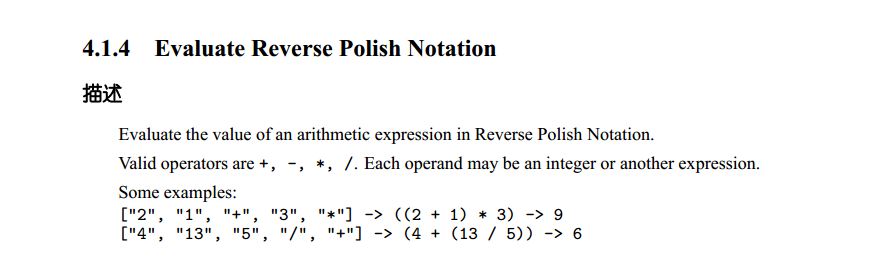 4.1.4 Evaluate Reverse Polish Notation
描述
Evaluate the value of an arithmetic expression in Reverse Polish Notation.
Valid operators are +, -, *, /. Each operand may be an integer or another expression.
Some examples:
["2", "1", "+", "3", "*"] -> ((2 + 1) * 3) -> 9
["4", "13", "5", "/", "+"] -> (4 + (13 / 5)) -> 6